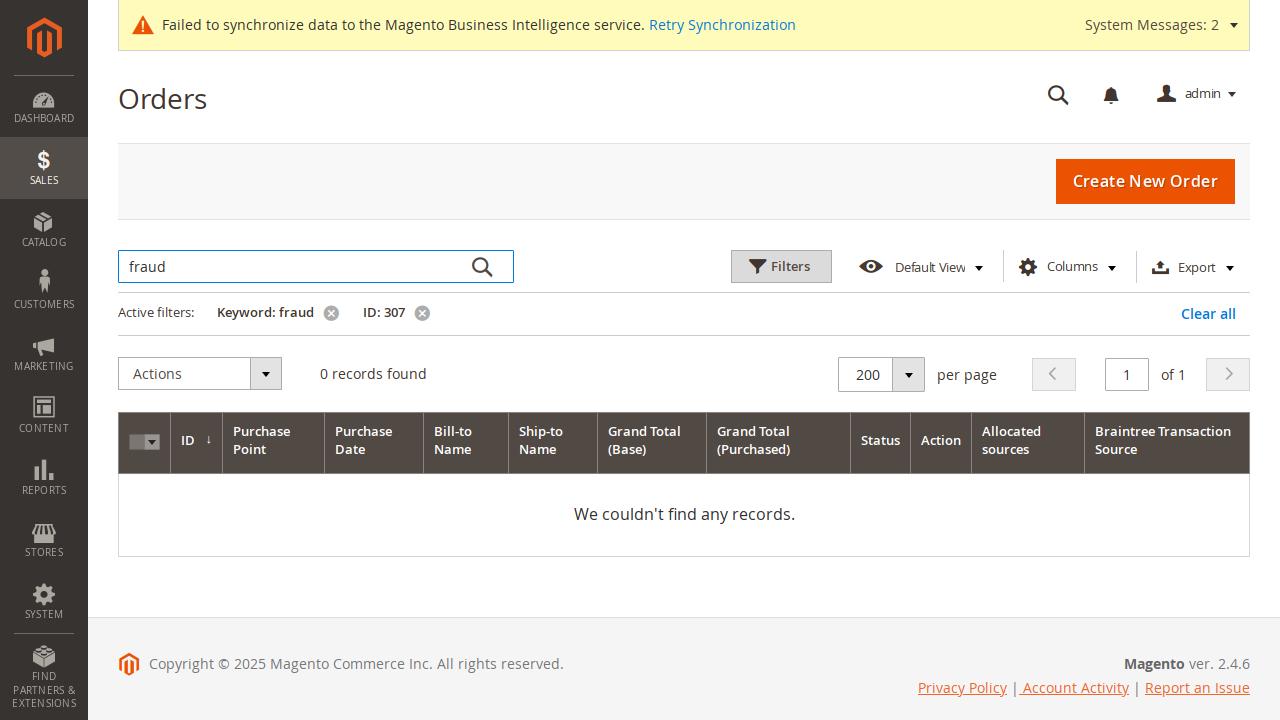 Failed to synchronize data to the Magento Business Intelligence service. Retry Synchronization
System Messages: 2
Orders
admin
DASHBOARD
SALES
CATALOG
CUSTOMERS
MARKETING
CONTENT
REPORTS
STORES
SYSTEM
FIND
PARTNERS &
EXTENSIONS
Create New Order
fraud
Filters
Default View
Columns
Export
Active filters:
Keyword: fraud
ID: 307
Clear all
Actions
0 records found
200
per page
1
of 1
ID ↓
Purchase
Point
Purchase
Date
Bill-to
Name
Ship-to
Name
Grand Total
(Base)
Grand Total
(Purchased)
Status
Action
Allocated
sources
Braintree Transaction
Source
We couldn't find any records.
Copyright © 2025 Magento Commerce Inc. All rights reserved.
Magento ver. 2.4.6
Privacy Policy | Account Activity | Report an Issue